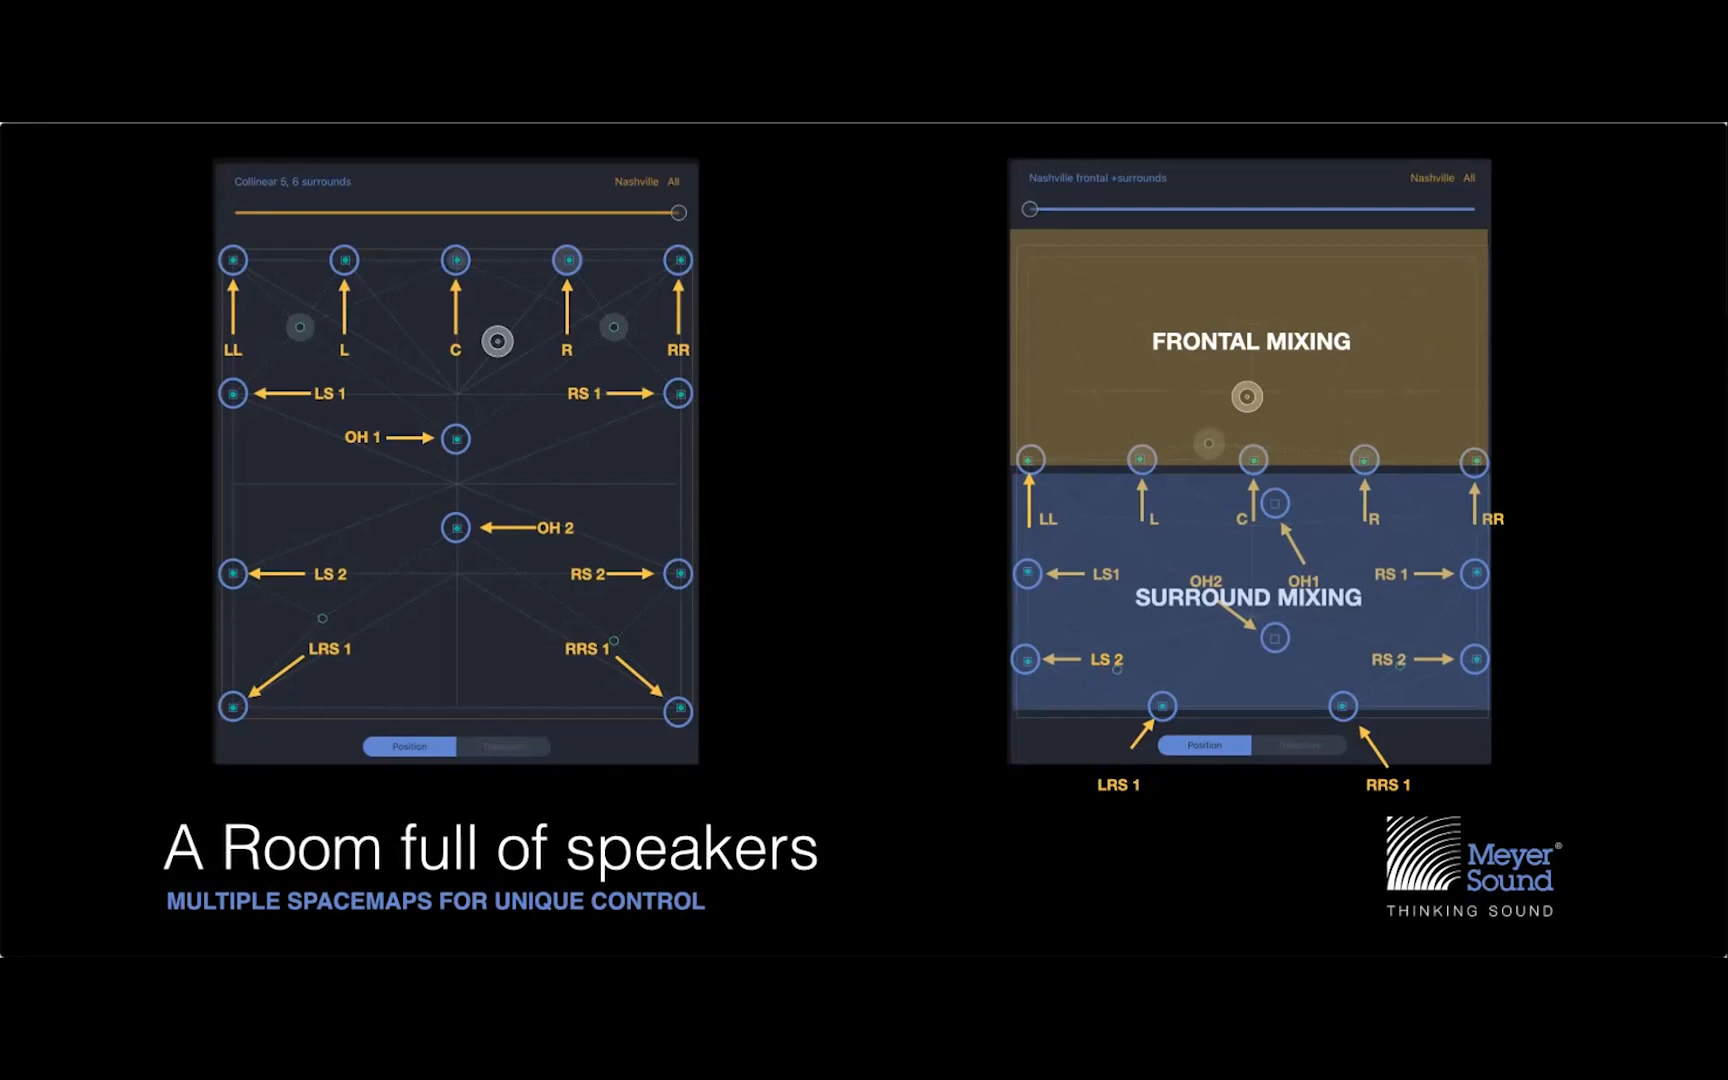 Collinear 5, 6 surrounds
Nashville All
LL
L
C
R
RR
LS 1
RS 1
OH 1
OH 2
LS 2
RS 2
LRS 1
RRS 1
Position
Nashville frontal +surrounds
Nashville All
FRONTAL MIXING
LL
L
C
R
RR
LS1
OH2
OH1
RS 1
SURROUND MIXING
LS 2
RS 2
Position
LRS 1
RRS 1
A Room full of speakers
MULTIPLE SPACEMAPS FOR UNIQUE CONTROL
Meyer®
Sound
THINKING SOUND